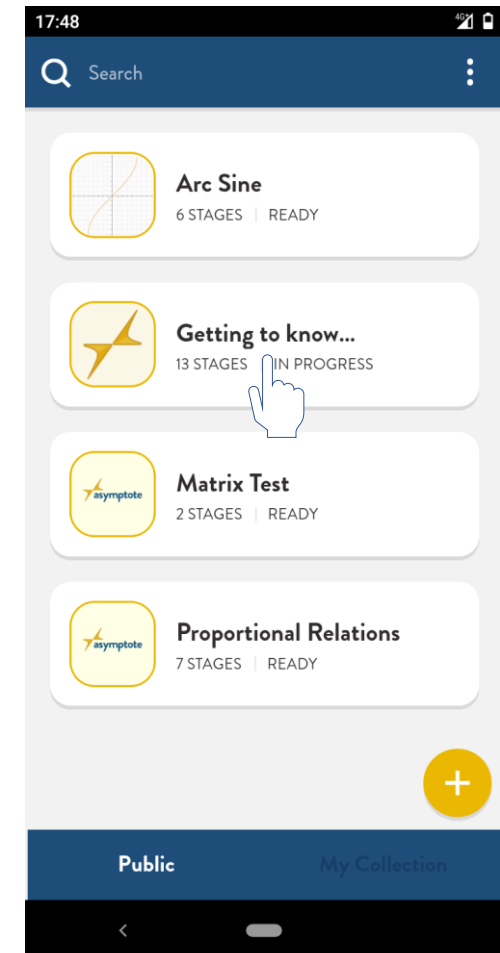 17:48
4G
Search
Arc Sine
6 STAGES | READY
Getting to know...
13 STAGES IN PROGRESS
asymptote
Matrix Test
2 STAGES | READY
asymptote
Proportional Relations
7 STAGES | READY
+
Public My Collection